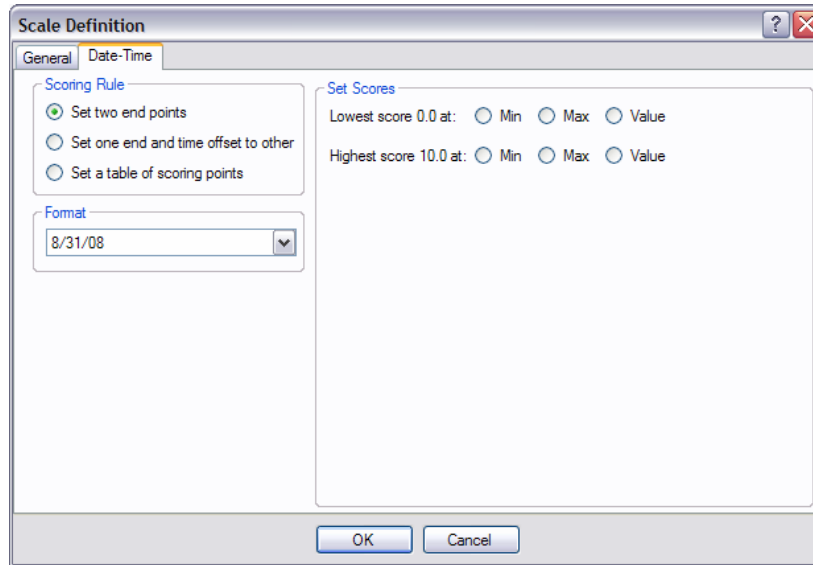 Scale Definition
General Date-Time
Scoring Rule
Set two end points
Set one end and time offset to other
Set a table of scoring points
Format
8/31/08
Set Scores
Lowest score 0.0 at: Min Max Value
Highest score 10.0 at: Min Max Value
OK Cancel